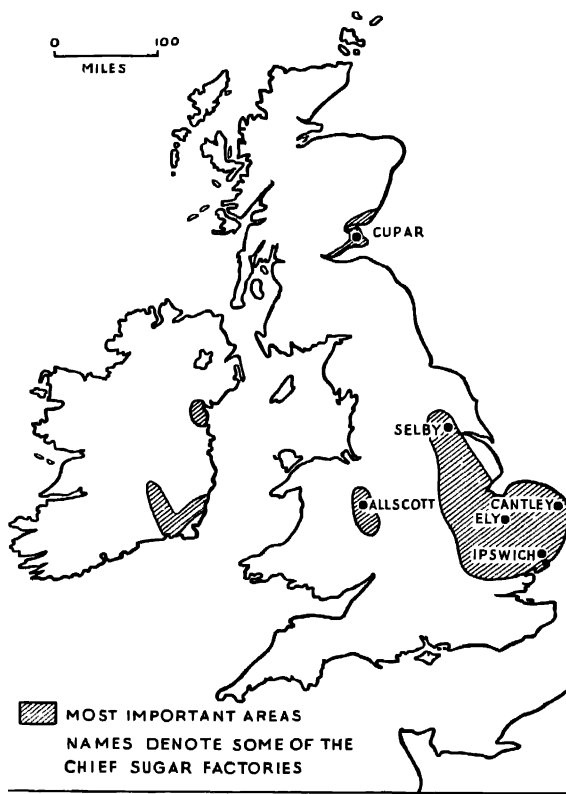 0 100
MILES
CUPAR
SELBY
ALLSCOTT
CANTLEY
ELY
IPSWICH
MOST IMPORTANT AREAS
NAMES DENOTE SOME OF THE
CHIEF SUGAR FACTORIES